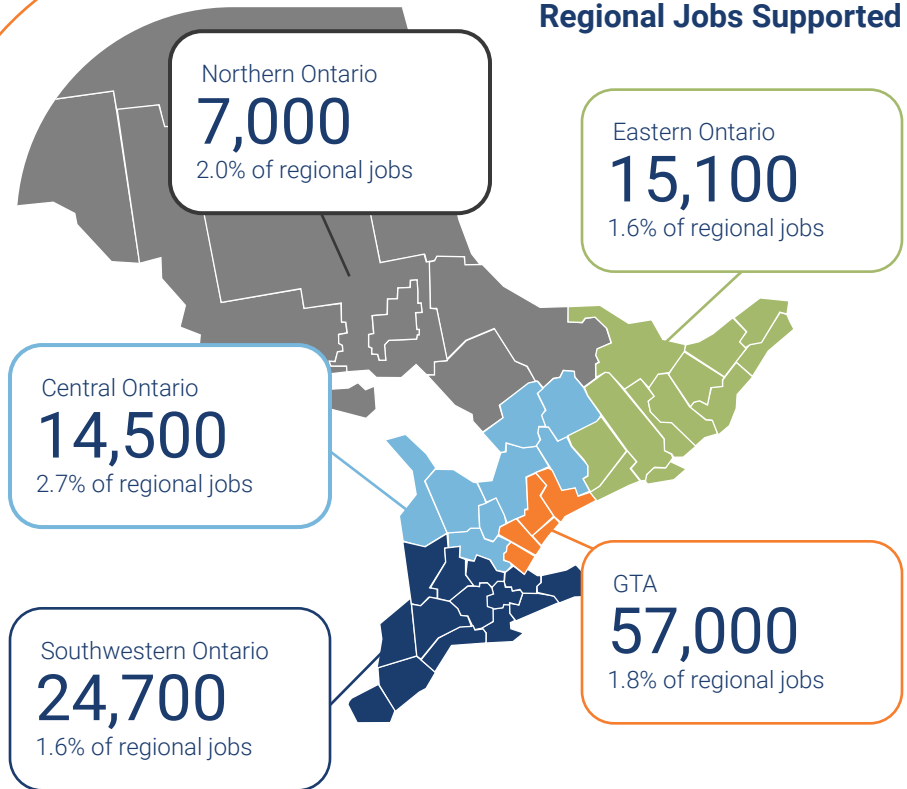 Regional Jobs Supported
Northern Ontario
7,000
2.0% of regional jobs
Eastern Ontario
15,100
1.6% of regional jobs
Central Ontario
14,500
2.7% of regional jobs
GTA
57,000
1.8% of regional jobs
Southwestern Ontario
24,700
1.6% of regional jobs